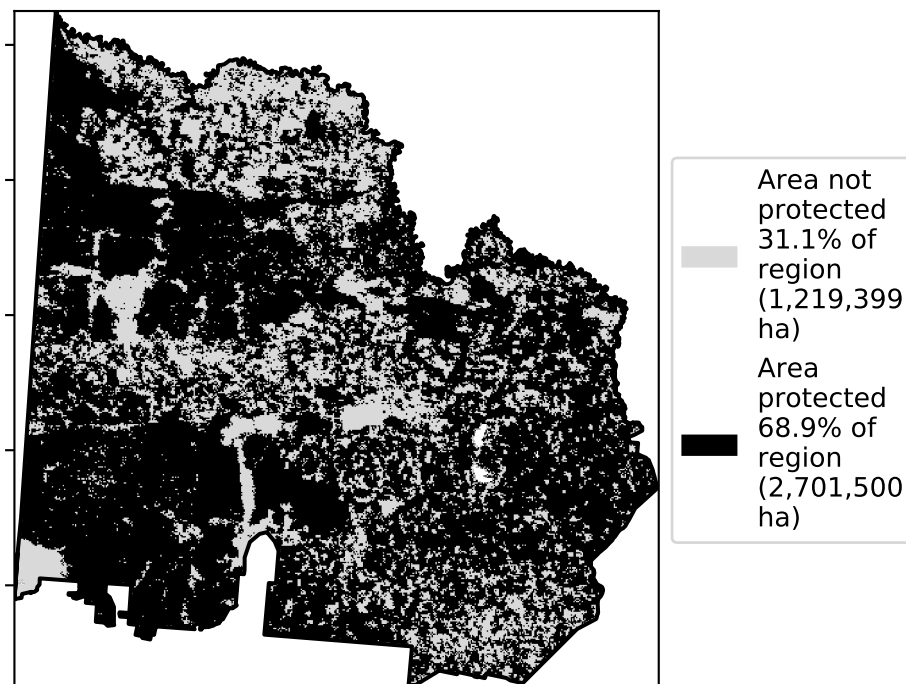 Area not
protected
31.1% of
region
(1,219,399
ha)
Area
protected
68.9% of
region
(2,701,500
ha)